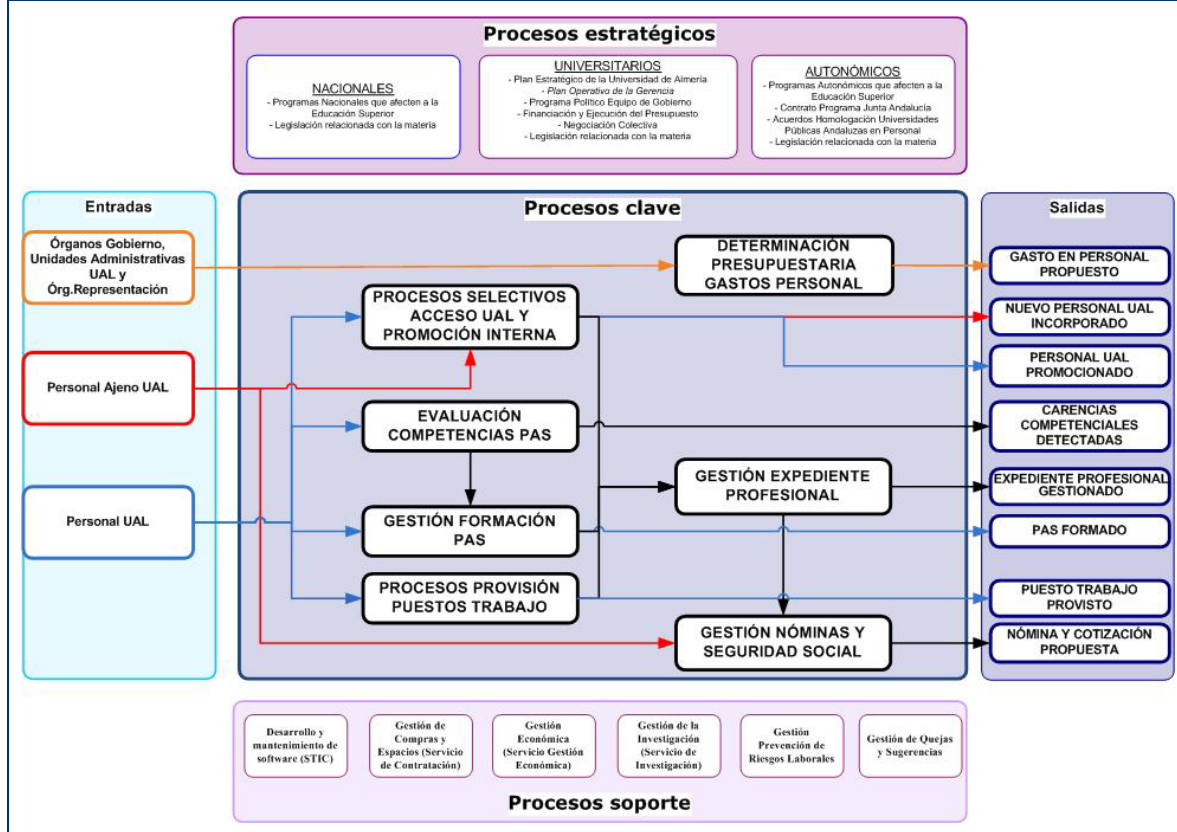 Procesos estratégicos
NACIONALES
- Programas Nacionales que afecten a la
Educación Superior
- Legislación relacionada con la materia
UNIVERSITARIOS
- Plan Estratégico de la Universidad de Almería
- Plan Operativo de la Gerencia
- Programa Político Equipo de Gobierno
- Financiación y Ejecución del Presupuesto
- Negociación Colectiva
- Legislación relacionada con la materia
AUTONÓMICOS
- Programas Autonómicos que afecten a la
Educación Superior
- Contrato Programa Junta Andalucía
- Acuerdos Homologación Universidades
Públicas Andaluzas en Personal
- Legislación relacionada con la materia
Entradas
Órganos Gobierno,
Unidades Administrativas
UAL y
Órg.Representación
Personal Ajeno UAL
Personal UAL
Procesos clave
DETERMINACIÓN
PRESUPUESTARIA
GASTOS PERSONAL
PROCESOS SELECTIVOS
ACCESO UAL Y
PROMOCIÓN INTERNA
EVALUACIÓN
COMPETENCIAS PAS
GESTIÓN EXPEDIENTE
PROFESIONAL
GESTIÓN FORMACIÓN
PAS
PROCESOS PROVISIÓN
PUESTOS TRABAJO
GESTIÓN NÓMINAS Y
SEGURIDAD SOCIAL
Salidas
GASTO EN PERSONAL
PROPUESTO
NUEVO PERSONAL UAL
INCORPORADO
PERSONAL UAL
PROMOCIONADO
CARENCIAS
COMPETENCIALES
DETECTADAS
EXPEDIENTE PROFESIONAL
GESTIONADO
PAS FORMADO
PUESTO TRABAJO
PROVISTO
NÓMINA Y COTIZACIÓN
PROPUESTA
Desarrollo y
mantenimiento de
software (STIC)
Gestión de
Compras y
Espacios (Servicio
de Contratación)
Gestión
Económica
(Servicio Gestión
Económica)
Gestión de la
Investigación
(Servicio de
Investigación)
Gestión
Prevención de
Riesgos Laborales
Gestión de Quejas
y Sugerencias
Procesos soporte